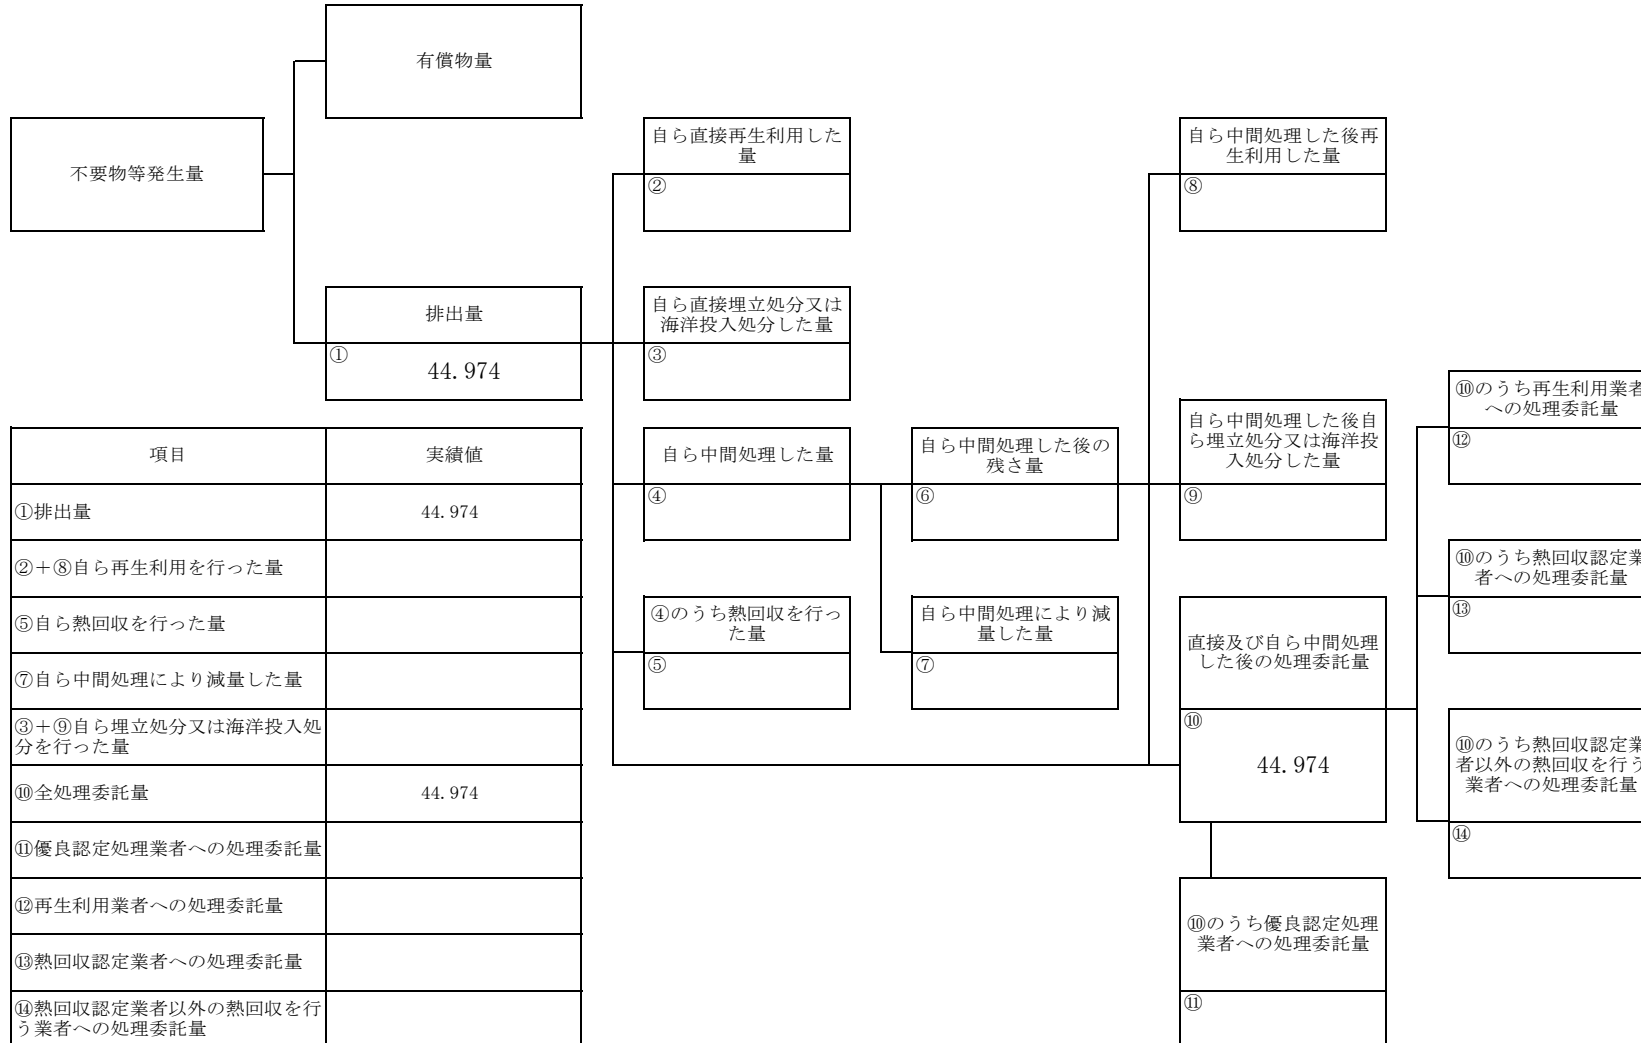 有償物量
不要物等発生量
自ら直接再生利用した
量
②
自ら中間処理した後再
生利用した量
⑧
排出量
①
44.974
自ら直接埋立処分又は
海洋投入処分した量
③
自ら中間処理した量
④
自ら中間処理した後の
残さ量
⑥
自ら中間処理した後自
ら埋立処分又は海洋投
入処分した量
⑨
⑩のうち再生利用業者
への処理委託量
⑫
④のうち熱回収を行っ
た量
⑤
自ら中間処理により減
量した量
⑦
直接及び自ら中間処理
した後の処理委託量
⑩
44.974
⑩のうち熱回収認定業
者への処理委託量
⑬
⑩のうち熱回収認定業
者以外の熱回収を行う
業者への処理委託量
⑭
⑩のうち優良認定処理
業者への処理委託量
⑪
項目 実績値
①排出量 44.974
②＋⑧自ら再生利用を行った量
⑤自ら熱回収を行った量
⑦自ら中間処理により減量した量
③＋⑨自ら埋立処分又は海洋投入処
分を行った量
⑩全処理委託量 44.974
⑪優良認定処理業者への処理委託量
⑫再生利用業者への処理委託量
⑬熱回収認定業者への処理委託量
⑭熱回収認定業者以外の熱回収を行
う業者への処理委託量